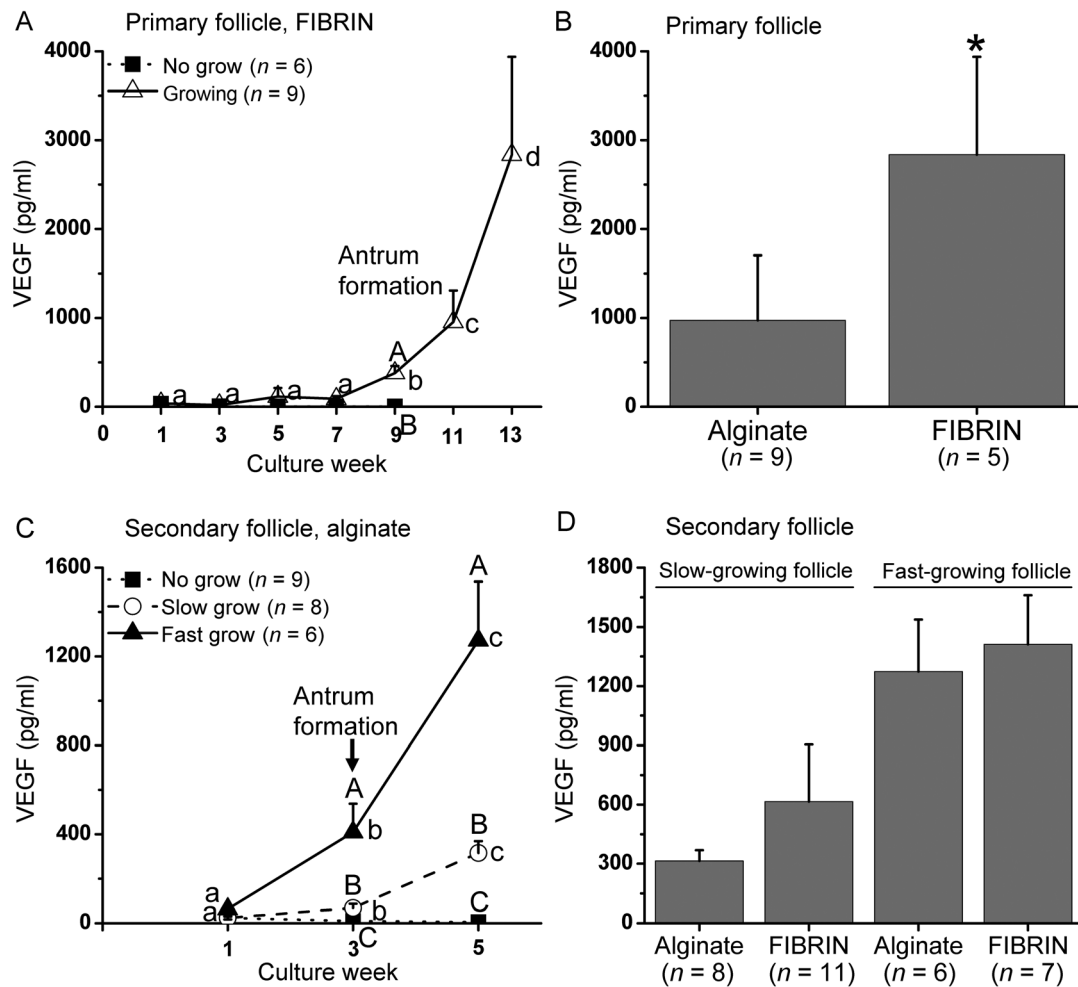 A
Primary follicle, FIBRIN
No grow (n = 6)
Growing (n = 9)
VEGF (pg/ml)
4000
3000
2000
1000
0
Antrum
formation
a
a
a
a
A
b
B
c
d
0
1
3
5
7
9
11
13
Culture week
B
Primary follicle
VEGF (pg/ml)
4000
3000
2000
1000
0
*
Alginate
(n = 9)
FIBRIN
(n = 5)
C
Secondary follicle, alginate
No grow (n = 9)
Slow grow (n = 8)
Fast grow (n = 6)
VEGF (pg/ml)
1600
1200
800
400
0
Antrum
formation
a
a
A
b
B
b
C
A
c
B
c
C
1
3
5
Culture week
D
Secondary follicle
Slow-growing follicle
Fast-growing follicle
VEGF (pg/ml)
1800
1500
1200
900
600
300
0
Alginate
(n = 8)
FIBRIN
(n = 11)
Alginate
(n = 6)
FIBRIN
(n = 7)